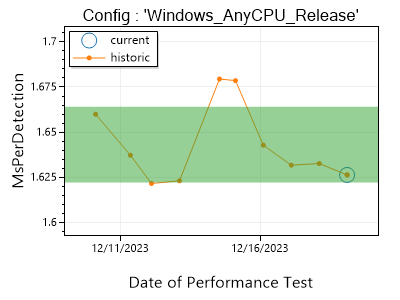 Config : 'Windows_AnyCPU_Release'
current
historic
1.7
1.675
1.65
1.625
1.6
MsPerDetection
12/11/2023
12/16/2023
Date of Performance Test